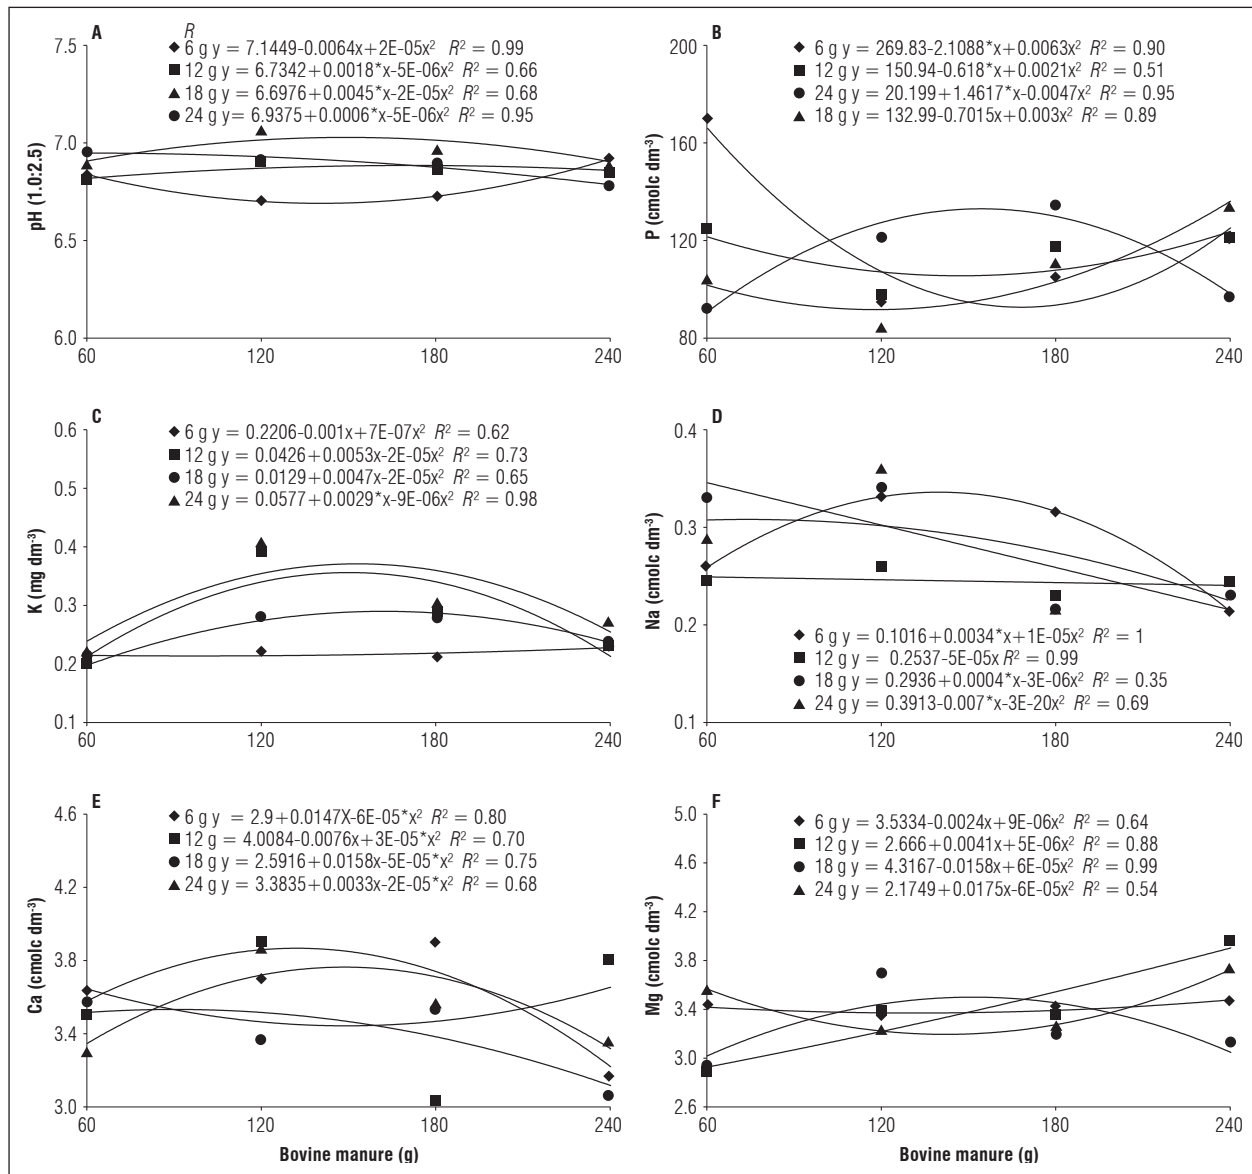 A
R
6 g y = 7.1449-0.0064x+2E-05x² R² = 0.99
12 g y = 6.7342+0.0018*x-5E-06x² R² = 0.66
18 g y = 6.6976+0.0045*x-2E-05x² R² = 0.68
24 g y = 6.9375+0.0006*x-5E-06x² R² = 0.95
7.5
7.0
6.5
6.0
pH (1.0:2.5)
60 120 180 240
B
6 g y = 269.83-2.1088*x+0.0063x² R² = 0.90
12 g y = 150.94-0.618*x+0.0021x² R² = 0.51
24 g y = 20.199+1.4617*x-0.0047x² R² = 0.95
18 g y = 132.99-0.7015x+0.003x² R² = 0.89
200
160
120
80
P (cmolc dm⁻³)
60 120 180 240
C
6 g y = 0.2206-0.001x+7E-07x² R² = 0.62
12 g y = 0.0426+0.0053x-2E-05x² R² = 0.73
18 g y = 0.0129+0.0047x-2E-05x² R² = 0.65
24 g y = 0.0577+0.0029*x-9E-06x² R² = 0.98
0.6
0.5
0.4
0.3
0.2
0.1
K (mg dm⁻³)
60 120 180 240
D
0.4
0.3
0.2
0.1
Na (cmolc dm⁻³)
6 g y = 0.1016+0.0034*x+1E-05x² R² = 1
12 g y = 0.2537-5E-05x R² = 0.99
18 g y = 0.2936+0.0004*x-3E-06x² R² = 0.35
24 g y = 0.3913-0.007*x-3E-20x² R² = 0.69
60 120 180 240
E
6 g y = 2.9+0.0147X-6E-05*x² R² = 0.80
12 g = 4.0084-0.0076x+3E-05*x² R² = 0.70
18 g y = 2.5916+0.0158x-5E-05*x² R² = 0.75
24 g y = 3.3835+0.0033x-2E-05*x² R² = 0.68
4.6
4.2
3.8
3.4
3.0
Ca (cmolc dm⁻³)
60 120 180 240
Bovine manure (g)
F
6 g y = 3.5334-0.0024x+9E-06x² R² = 0.64
12 g y = 2.666+0.0041x+5E-06x² R² = 0.88
18 g y = 4.3167-0.0158x+6E-05x² R² = 0.99
24 g y = 2.1749+0.0175x-6E-05x² R² = 0.54
5.0
4.6
4.2
3.8
3.4
3.0
2.6
Mg (cmolc dm⁻³)
60 120 180 240
Bovine manure (g)